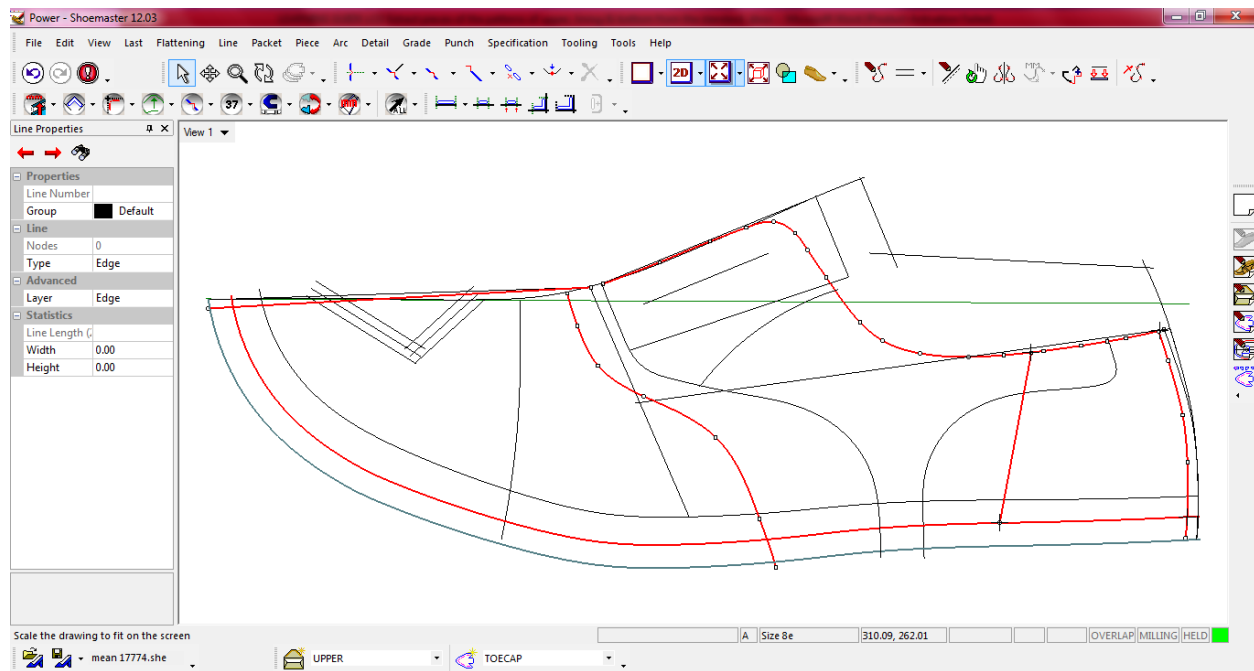 Power - Shoemaster 12.03
File Edit View Last Flattening Line Packet Piece Arc Detail Grade Punch Specification Tooling Tools Help
2D
37
ALL
Line Properties
View 1
Properties
Line Number
Group Default
Line
Nodes 0
Type Edge
Advanced
Layer Edge
Statistics
Line Length (
Width 0.00
Height 0.00
Scale the drawing to fit on the screen
A Size 8e 310.09, 262.01 OVERLAP MILLING HELD
mean 17774.she UPPER TOECAP